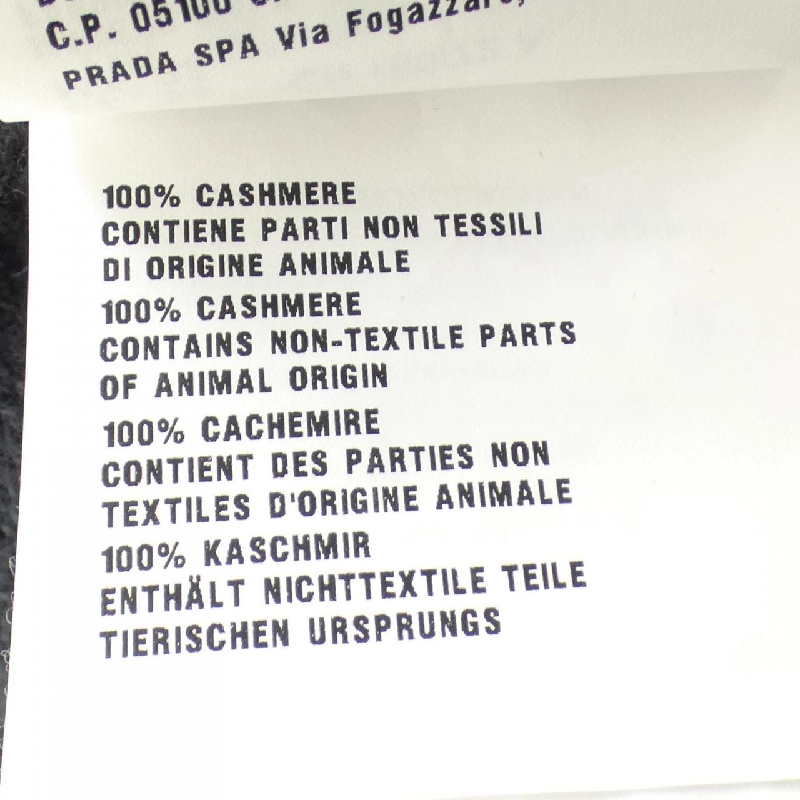 C.P. 05100
PRADA SPA Via Fogazzaro,
100% CASHMERE
CONTIENE PARTI NON TESSILI
DI ORIGINE ANIMALE
100% CASHMERE
CONTAINS NON-TEXTILE PARTS
OF ANIMAL ORIGIN
100% CACHEMIRE
CONTIENT DES PARTIES NON
TEXTILES D'ORIGINE ANIMALE
100% KASCHMIR
ENTHÄLT NICHTTEXTILE TEILE
TIERISCHEN URSPRUNGS